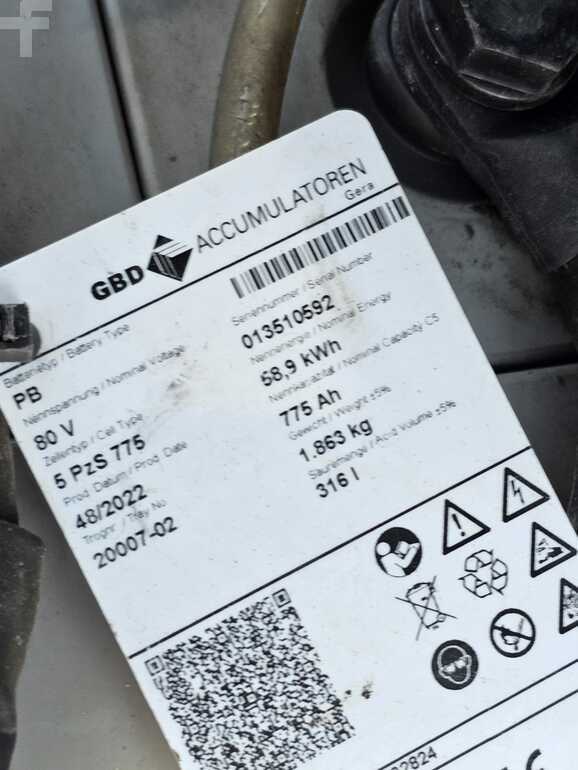 GBD ACCUMULATOREN
Gera
Batterietyp / Battery Type
PB
Nennspannung / Nominal Voltage
80 V
Zellentyp / Cell Type
5 PzS 775
Prod. Datum / Prod. Date
48/2022
Trognr. / Tray No
20007-02
Seriennummer / Serial Number
013510592
Nennenergie / Nominal Energy
58,9 kWh
Nennkapazität / Nominal Capacity C5
775 Ah
Gewicht / Weight ±5%
1.863 kg
Säuremenge / Acid Volume ±5%
316 l